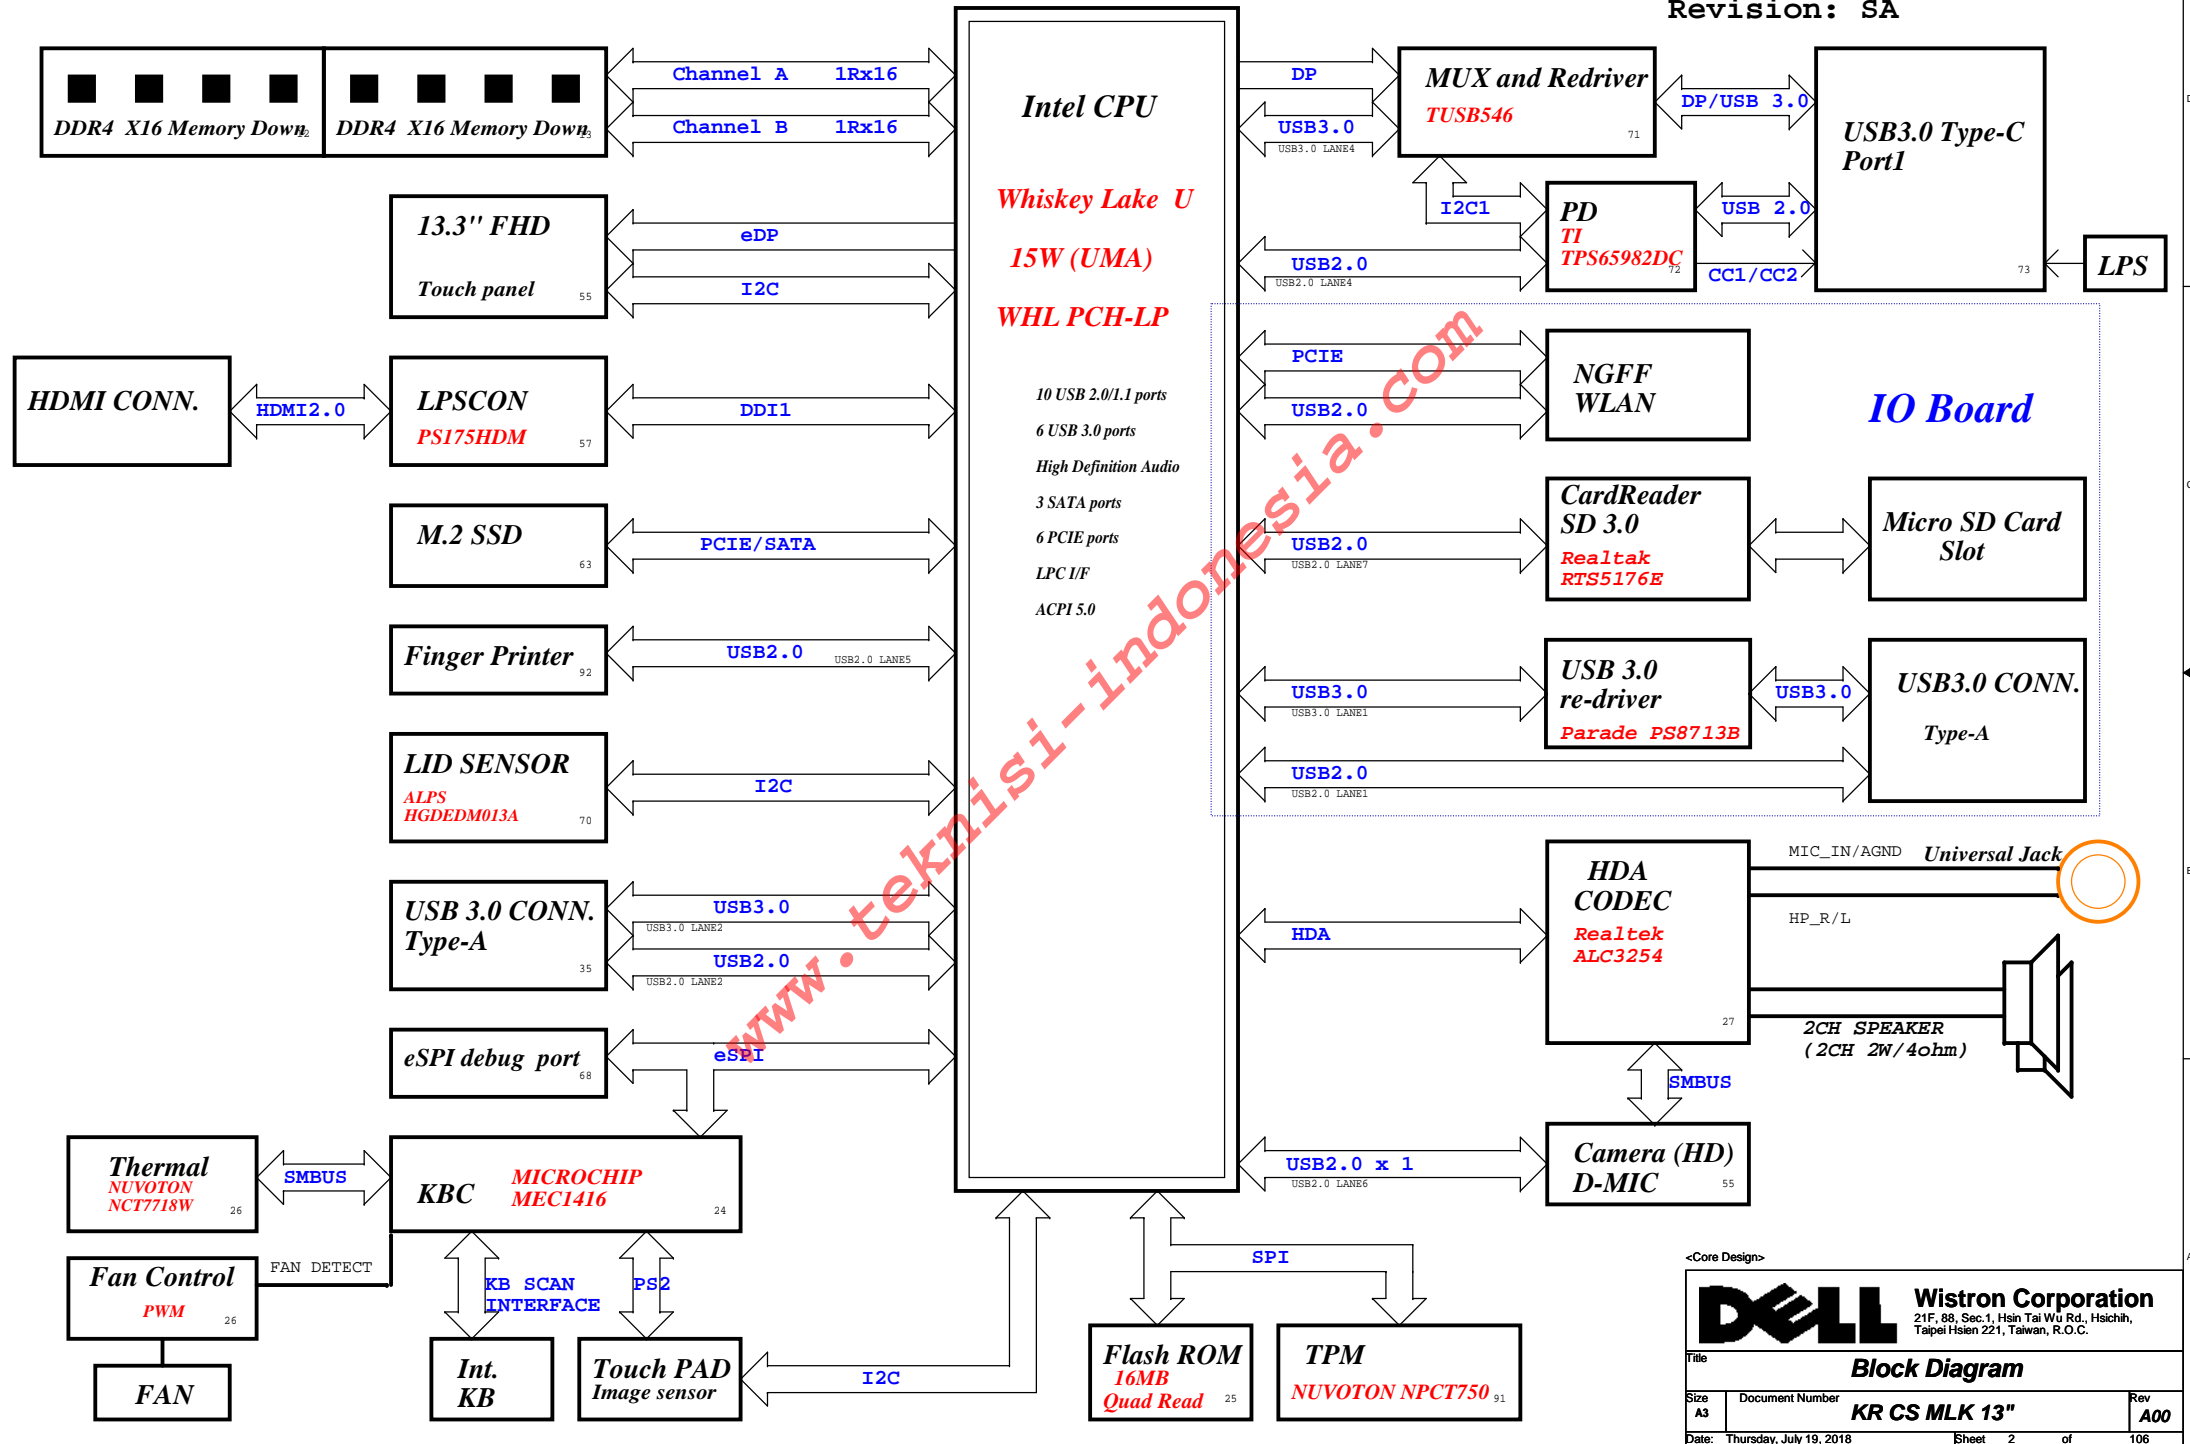 Revision: SA
DDR4 X16 Memory Down
12
DDR4 X16 Memory Down
13
Channel A 1Rx16
Channel B 1Rx16
Intel CPU
Whiskey Lake U
15W (UMA)
WHL PCH-LP
10 USB 2.0/1.1 ports
6 USB 3.0 ports
High Definition Audio
3 SATA ports
6 PCIE ports
LPC I/F
ACPI 5.0
DP
USB3.0
USB3.0 LANE4
MUX and Redriver
TUSB546
71
DP/USB 3.0
USB3.0 Type-C
Port1
73
LPS
I2C1
PD
TI
TPS65982DC
72
USB 2.0
CC1/CC2
USB2.0
USB2.0 LANE4
13.3" FHD
Touch panel
55
eDP
I2C
HDMI CONN.
HDMI2.0
LPSCON
PS175HDM
57
DDI1
PCIE
USB2.0
NGFF
WLAN
IO Board
M.2 SSD
63
PCIE/SATA
USB2.0
USB2.0 LANE7
CardReader
SD 3.0
Realtak
RTS5176E
Micro SD Card
Slot
Finger Printer
92
USB2.0
USB2.0 LANE5
USB3.0
USB3.0 LANE1
USB 3.0
re-driver
Parade PS8713B
USB3.0
USB3.0 CONN.
Type-A
USB2.0
USB2.0 LANE1
LID SENSOR
ALPS
HGDEDM013A
70
I2C
USB 3.0 CONN.
Type-A
35
USB3.0
USB3.0 LANE2
USB2.0
USB2.0 LANE2
HDA
HDA
CODEC
Realtek
ALC3254
27
MIC_IN/AGND
Universal Jack
HP_R/L
2CH SPEAKER
(2CH 2W/4ohm)
eSPI debug port
68
eSPI
SMBUS
Thermal
NUVOTON
NCT7718W
26
SMBUS
KBC
MICROCHIP
MEC1416
24
USB2.0 x 1
USB2.0 LANE6
Camera (HD)
D-MIC
55
Fan Control
PWM
26
FAN DETECT
FAN
KB SCAN
INTERFACE
PS2
Int.
KB
Touch PAD
Image sensor
I2C
SPI
Flash ROM
16MB
Quad Read
25
TPM
NUVOTON NPCT750
91
www.teknisi-indonesia.com
<Core Design>
DELL
Wistron Corporation
21F, 88, Sec.1, Hsin Tai Wu Rd., Hsichih,
Taipei Hsien 221, Taiwan, R.O.C.
Title
Block Diagram
Size
A3
Document Number
KR CS MLK 13"
Rev
A00
Date: Thursday, July 19, 2018
Sheet 2 of 106